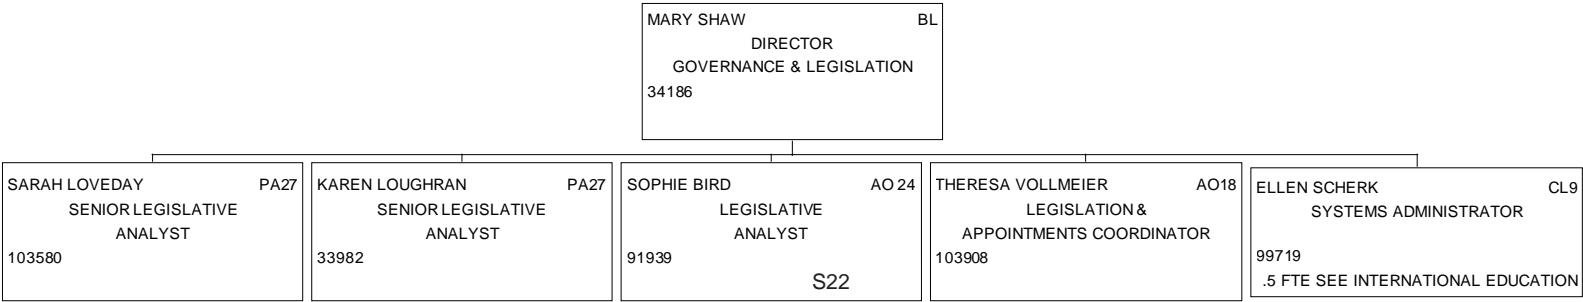 MARY SHAW BL
DIRECTOR
GOVERNANCE & LEGISLATION
34186
SARAH LOVEDAY PA27
SENIOR LEGISLATIVE
ANALYST
103580
KAREN LOUGHRAN PA27
SENIOR LEGISLATIVE
ANALYST
33982
SOPHIE BIRD AO 24
LEGISLATIVE
ANALYST
91939
S22
THERESA VOLLMEIER AO18
LEGISLATION &
APPOINTMENTS COORDINATOR
103908
ELLEN SCHERK CL9
SYSTEMS ADMINISTRATOR
99719
.5 FTE SEE INTERNATIONAL EDUCATION